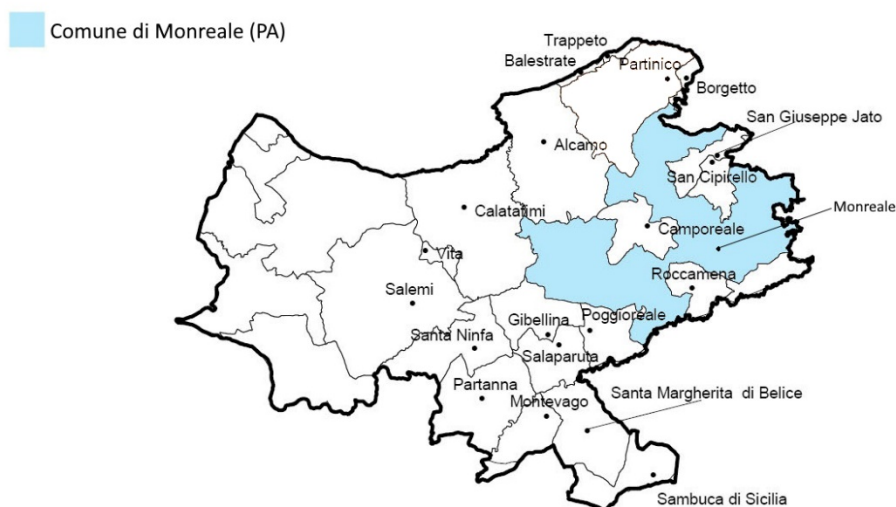 Comune di Monreale (PA)
Trappeto
Balestrate
Partinico
Borgetto
San Giuseppe Jato
Alcamo
San Cipirello
Calatafimi
Monreale
Camporeale
Vita
Roccamena
Salemi
Gibellina
Poggioreale
Santa Ninfa
Salaparuta
Partanna
Santa Margherita di Belice
Montevago
Sambuca di Sicilia